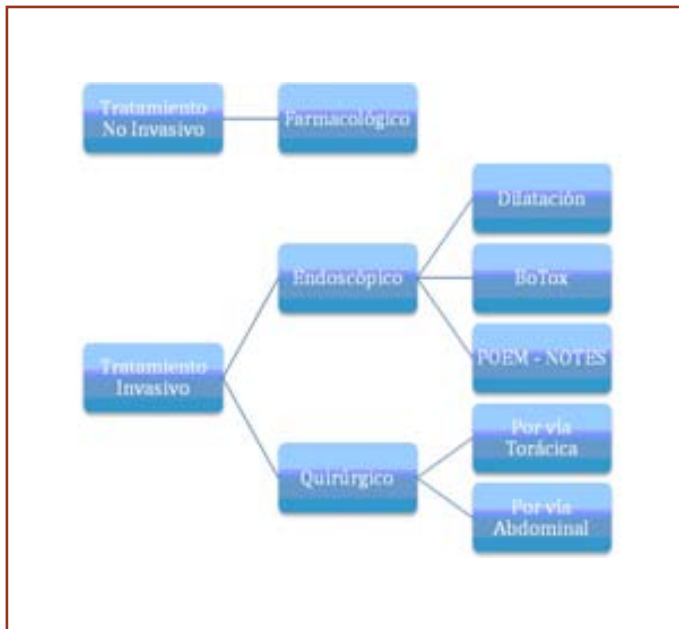 Tratamiento
No Invasivo
Farmacológico
Tratamiento
Invasivo
Endoscópico
Dilatación
BoTox
POEM - NOTES
Quirúrgico
Por vía
Torácica
Por vía
Abdominal